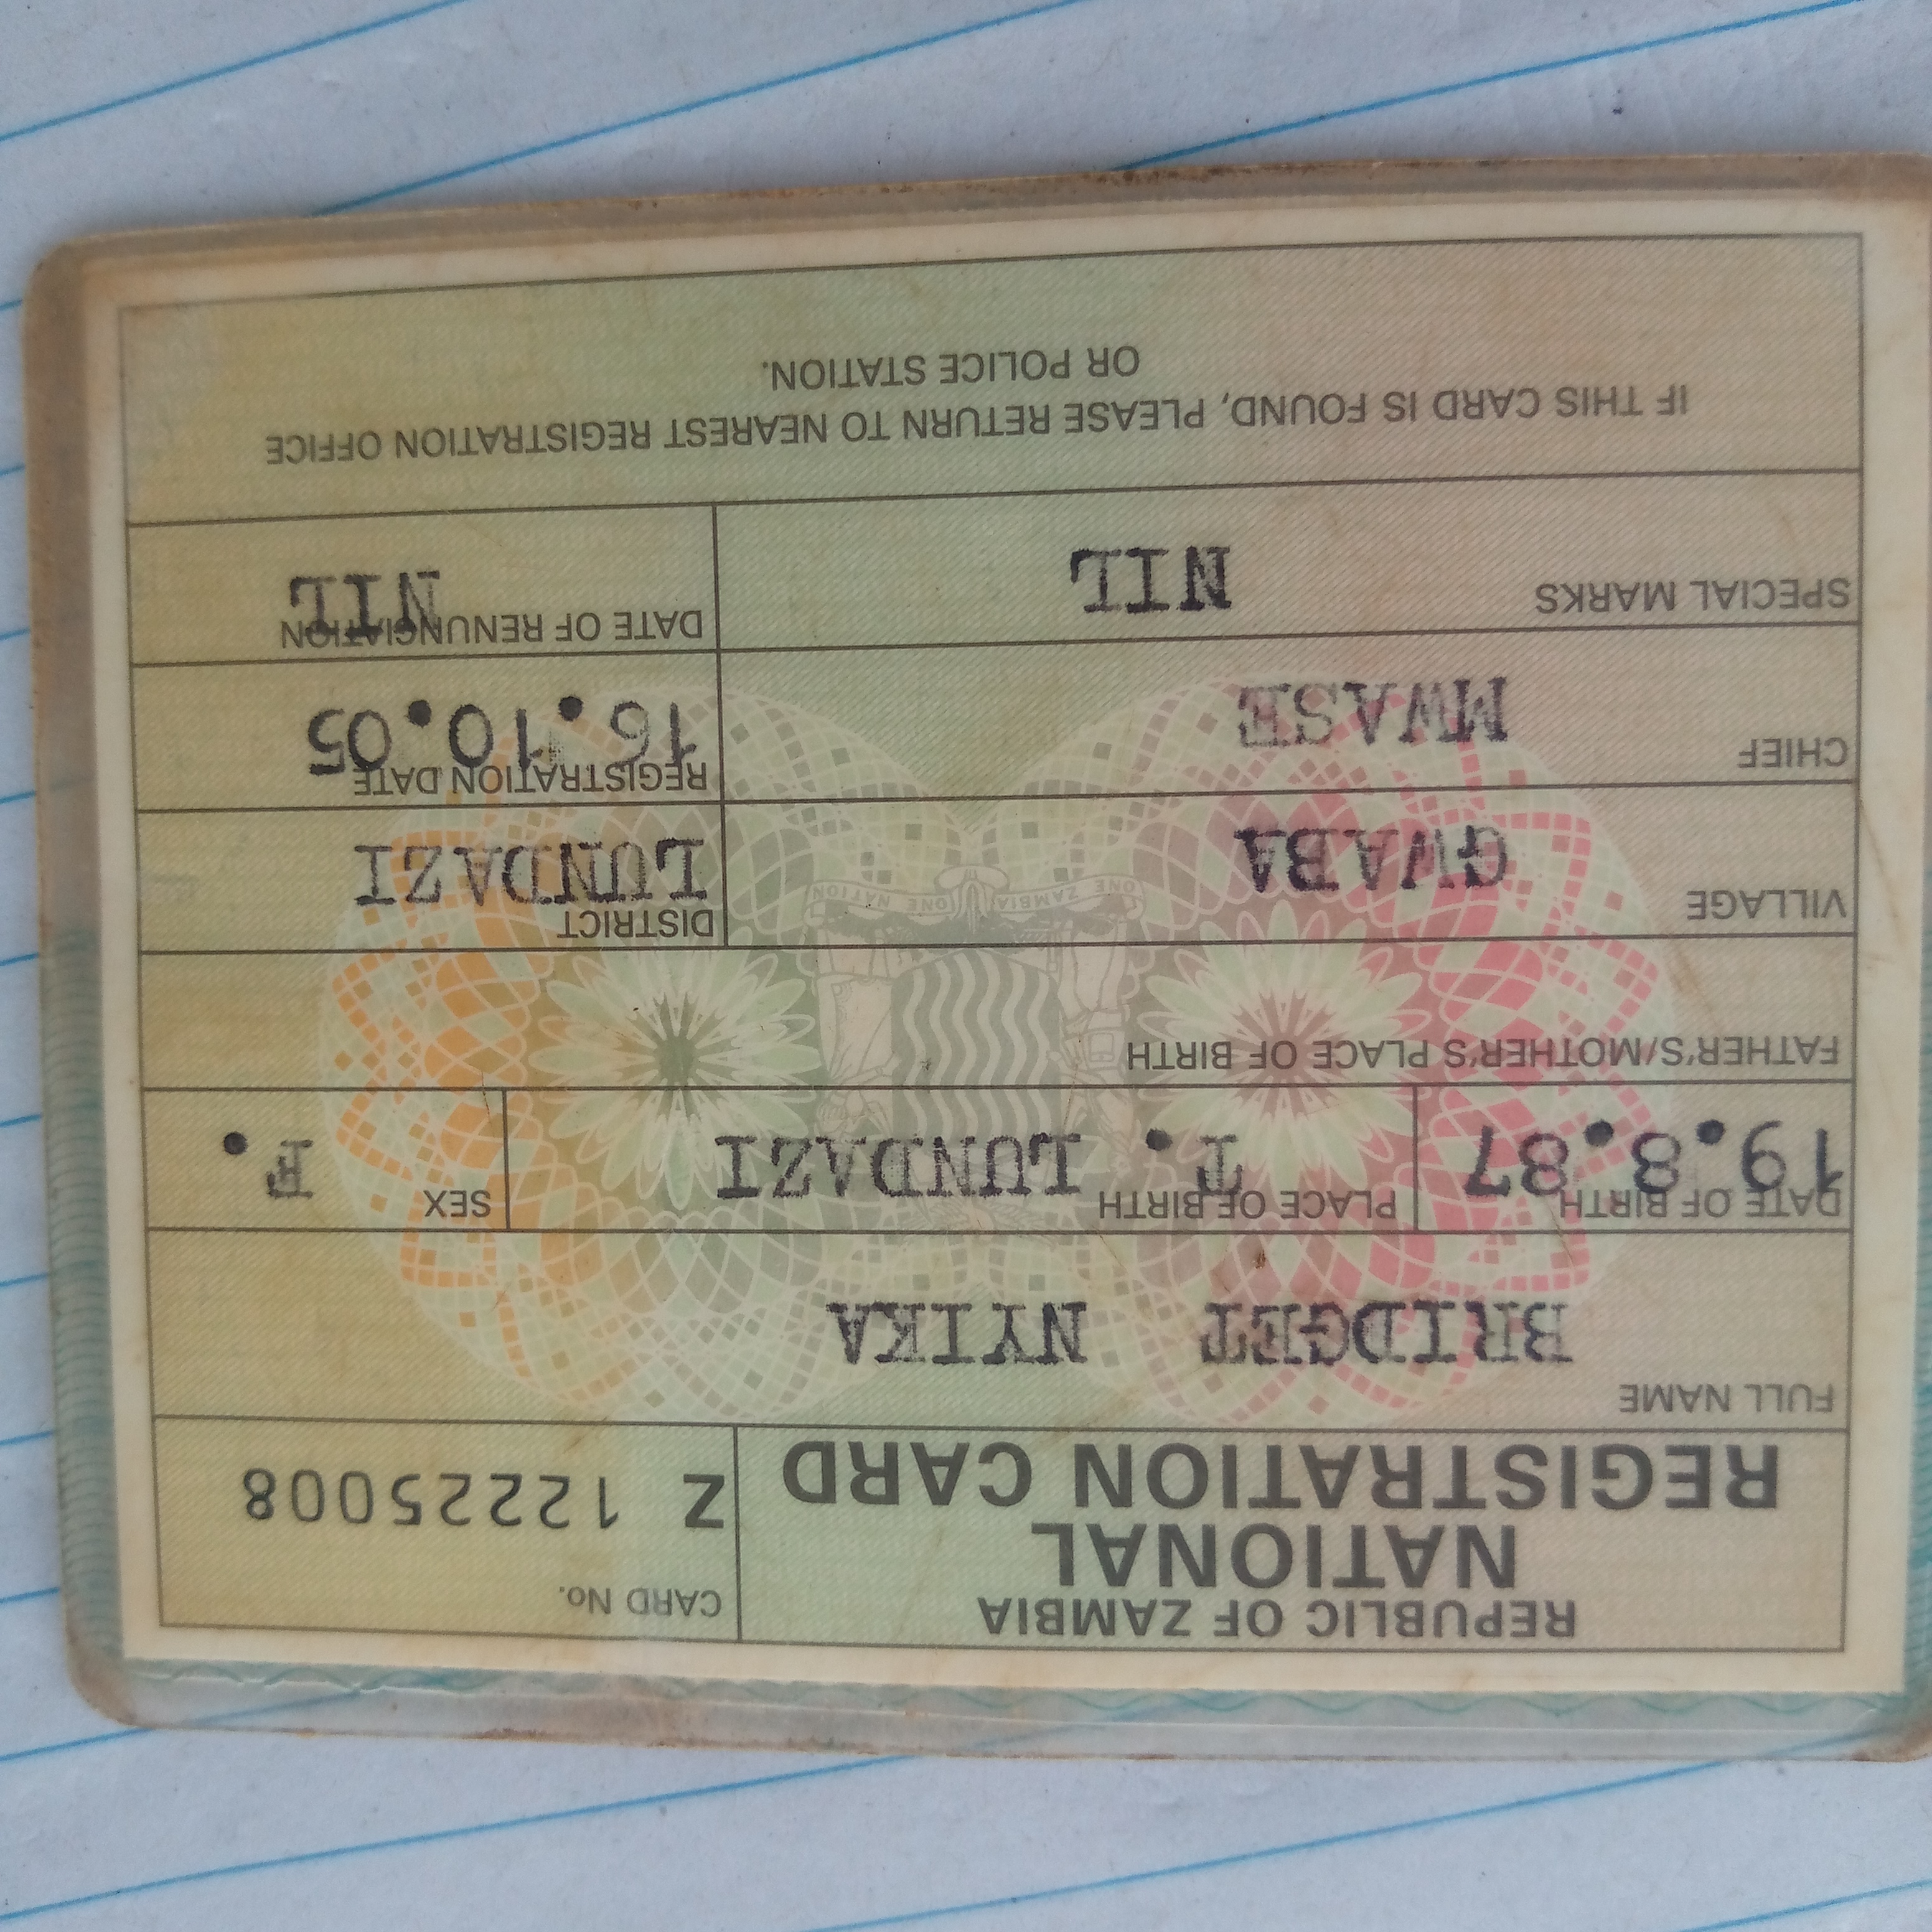 REPUBLIC OF ZAMBIA
NATIONAL
REGISTRATION CARD
CARD No.
Z 12225008
FULL NAME
BRIDGET NYIKA
DATE OF BIRTH
19.8.87
PLACE OF BIRTH
T. LUNDAZI
SEX
F.
FATHER'S/MOTHER'S PLACE OF BIRTH
VILLAGE
GWABA
DISTRICT
LUNDAZI
CHIEF
MWASE
REGISTRATION DATE
16.10.05
SPECIAL MARKS
NIL
DATE OF RENUNCIATION
NIL
IF THIS CARD IS FOUND, PLEASE RETURN TO NEAREST REGISTRATION OFFICE
OR POLICE STATION.
ONE ZAMBIA ONE NATION